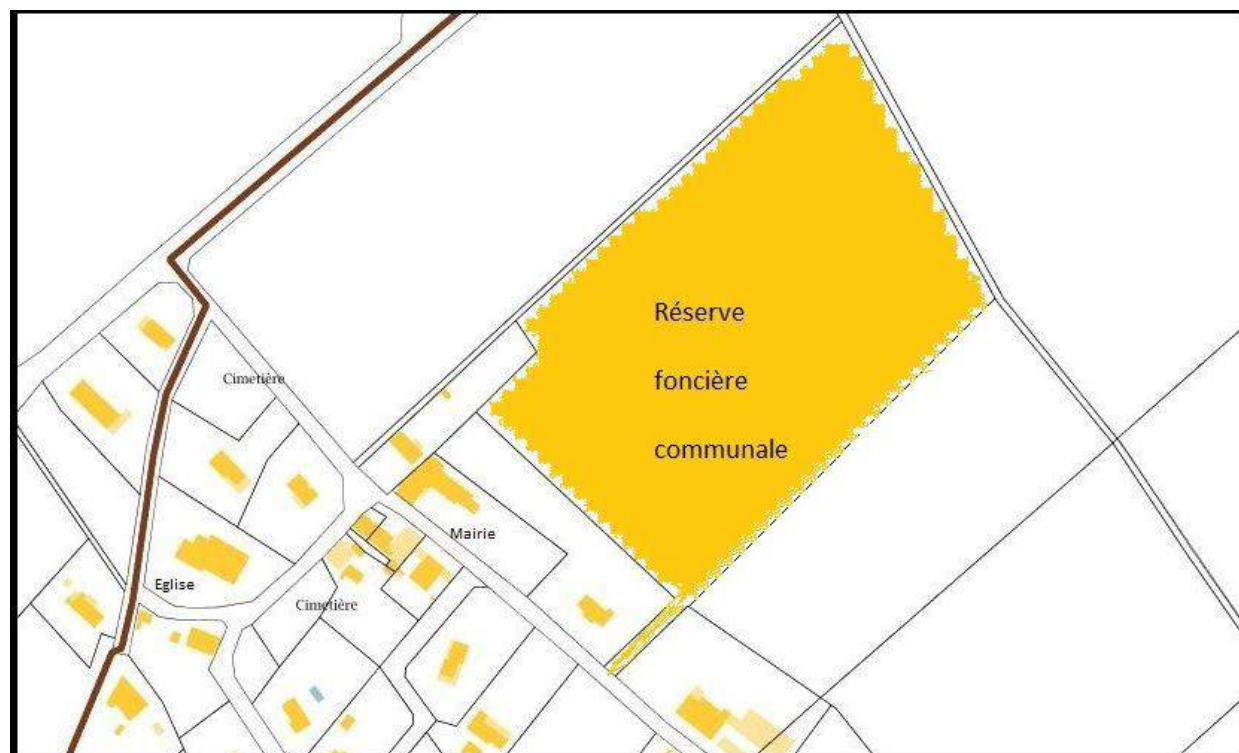 Réserve
foncière
communale
Cimetière
Mairie
Eglise
Cimetière